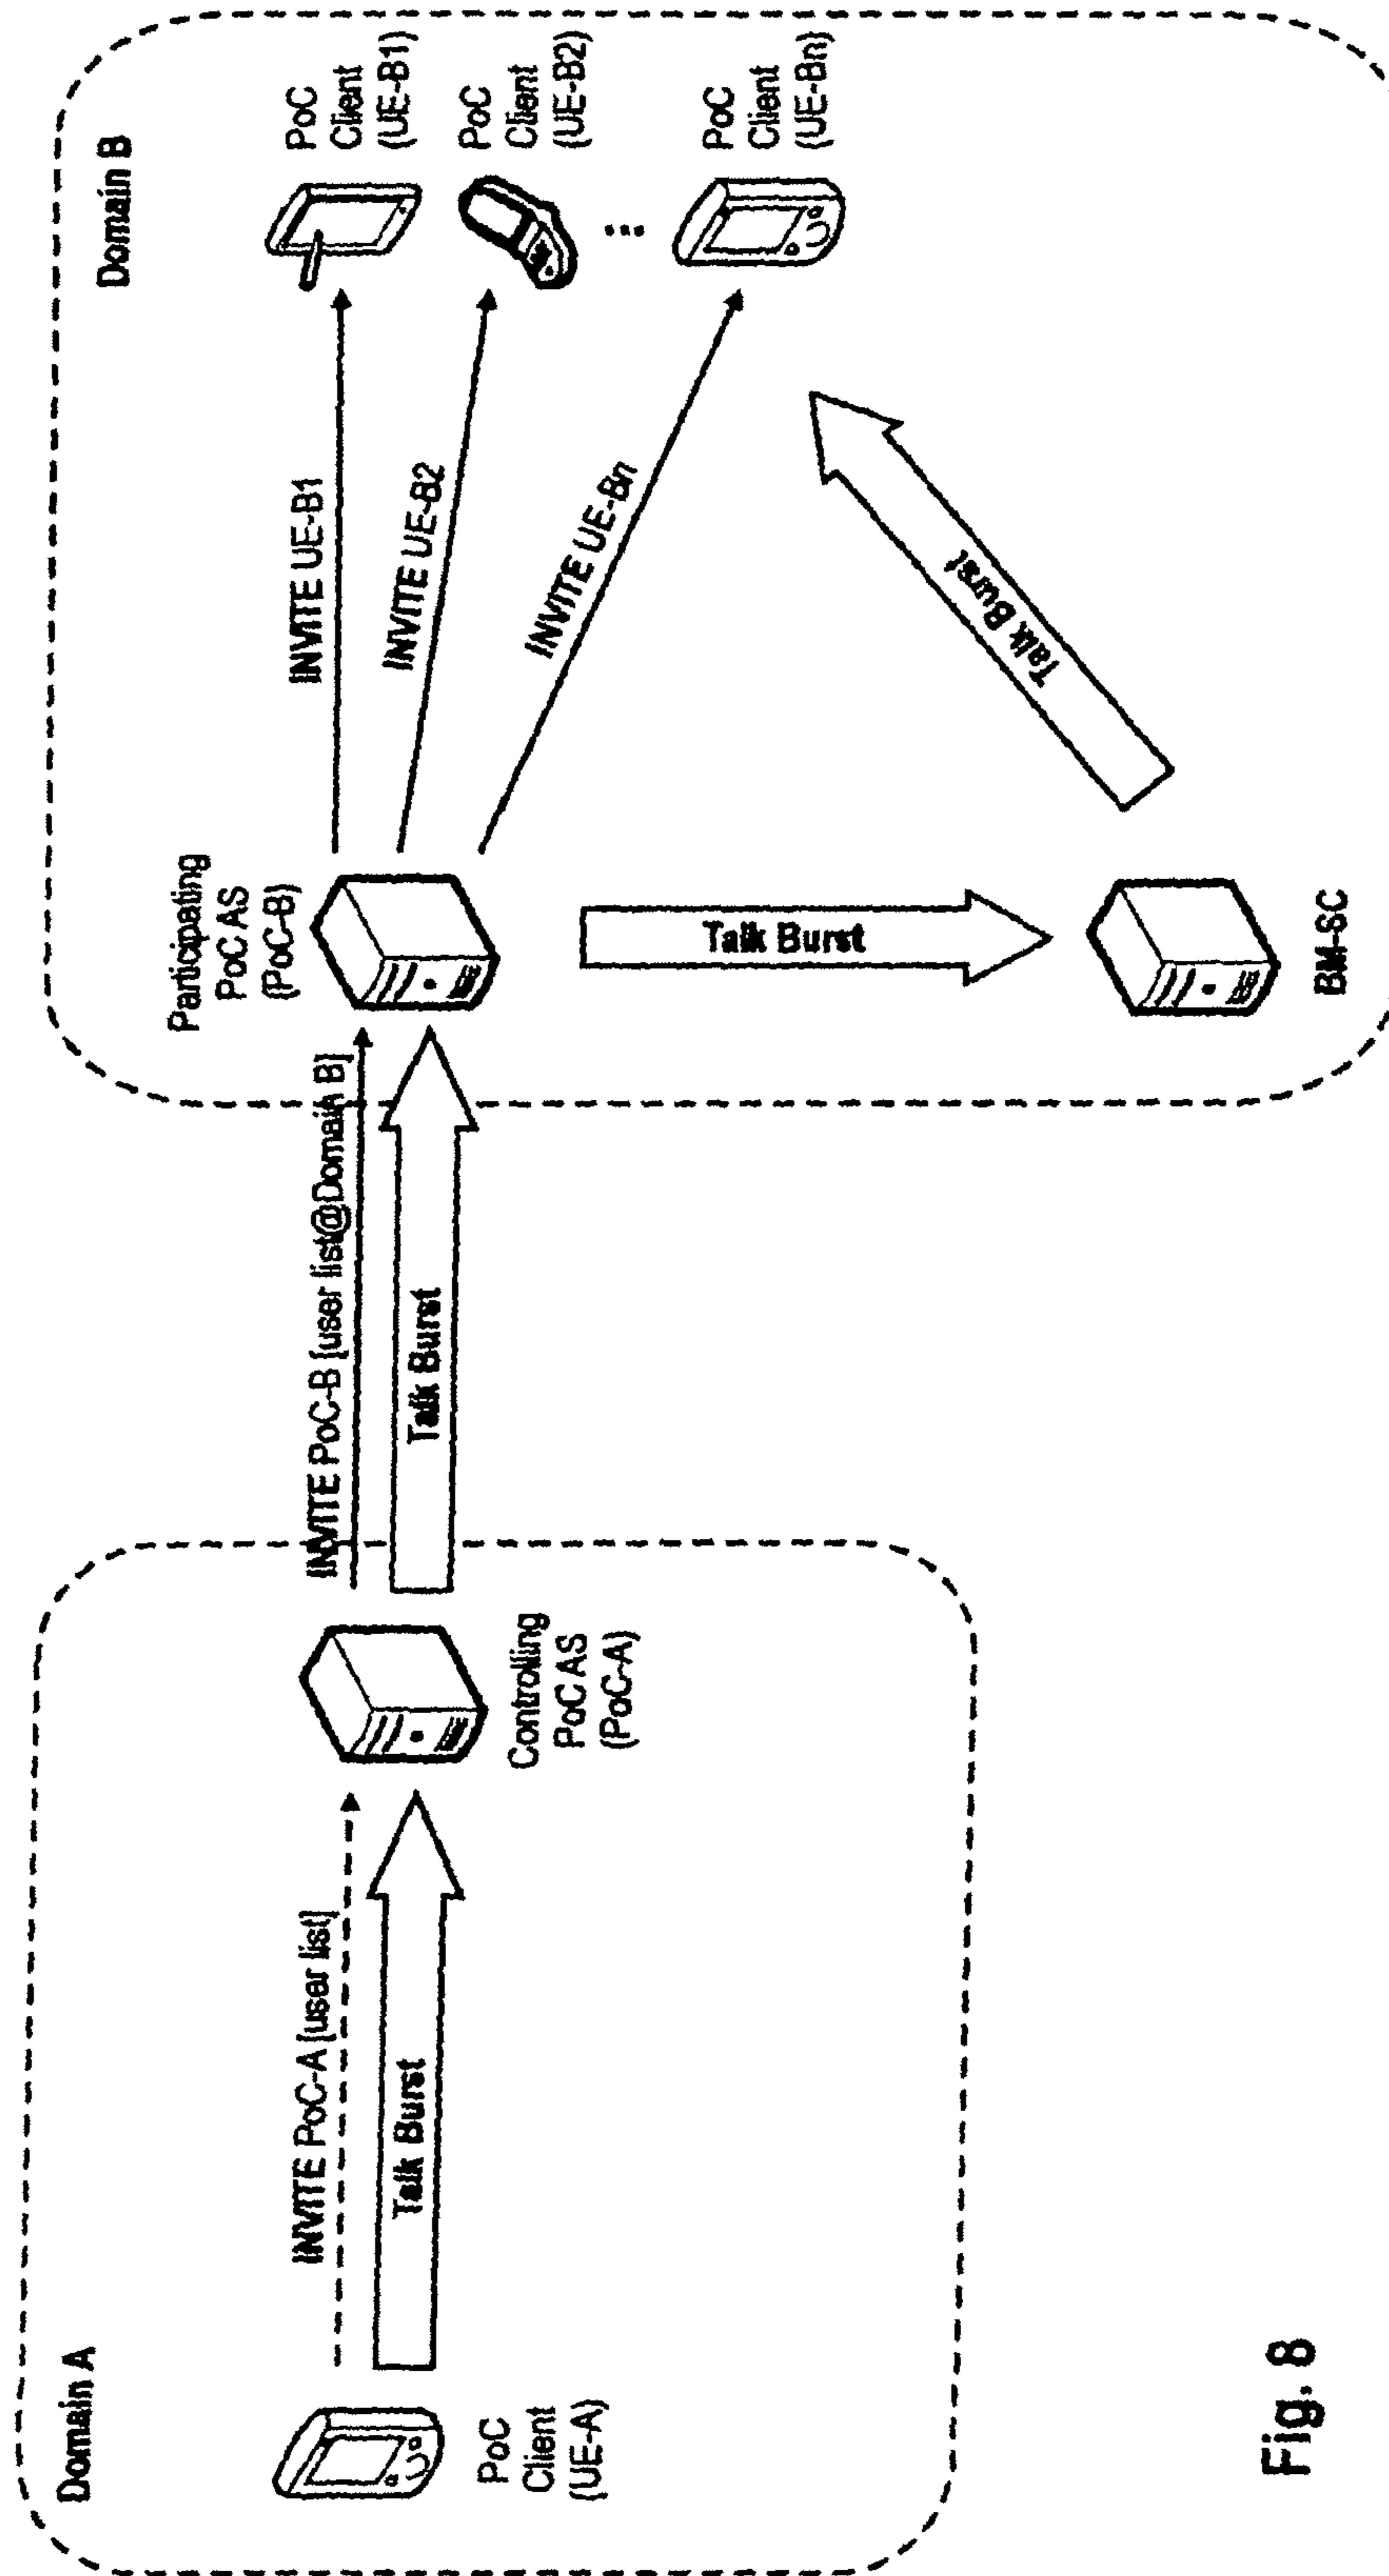 Domain A
PoC
Client
(UE-A)
INVITE PoC-A [user list]
Talk Burst
Controlling
PoC AS
(PoC-A)
INVITE PoC-B [user list@Domain B]
Talk Burst
Domain B
Participating
PoC AS
(PoC-B)
INVITE UE-B1
INVITE UE-B2
INVITE UE-Bn
PoC
Client
(UE-B1)
PoC
Client
(UE-B2)
...
PoC
Client
(UE-Bn)
Talk Burst
Talk Burst
BM-SC
Fig. 8